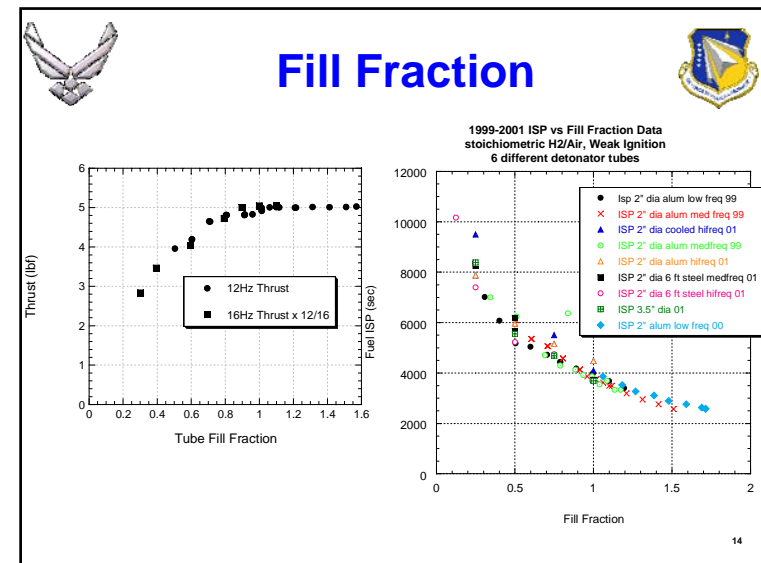 Fill Fraction
6
5
4
3
2
1
0
0 0.2 0.4 0.6 0.8 1 1.2 1.4 1.6
12Hz Thrust
16Hz Thrust x 12/16
Thrust (lbf)
Tube Fill Fraction
1999-2001 ISP vs Fill Fraction Data
stoichiometric H2/Air, Weak Ignition
6 different detonator tubes
12000
10000
8000
6000
4000
2000
0
0 0.5 1 1.5 2
Isp 2" dia alum low freq 99
ISP 2" dia alum med freq 99
ISP 2" dia cooled hifreq 01
ISP 2" dia alum medfreq 99
ISP 2" dia alum hifreq 01
ISP 2" dia 6 ft steel medfreq 01
ISP 2" dia 6 ft steel hifreq 01
ISP 3.5" dia 01
ISP 2" alum low freq 00
Fuel ISP (sec)
Fill Fraction
14